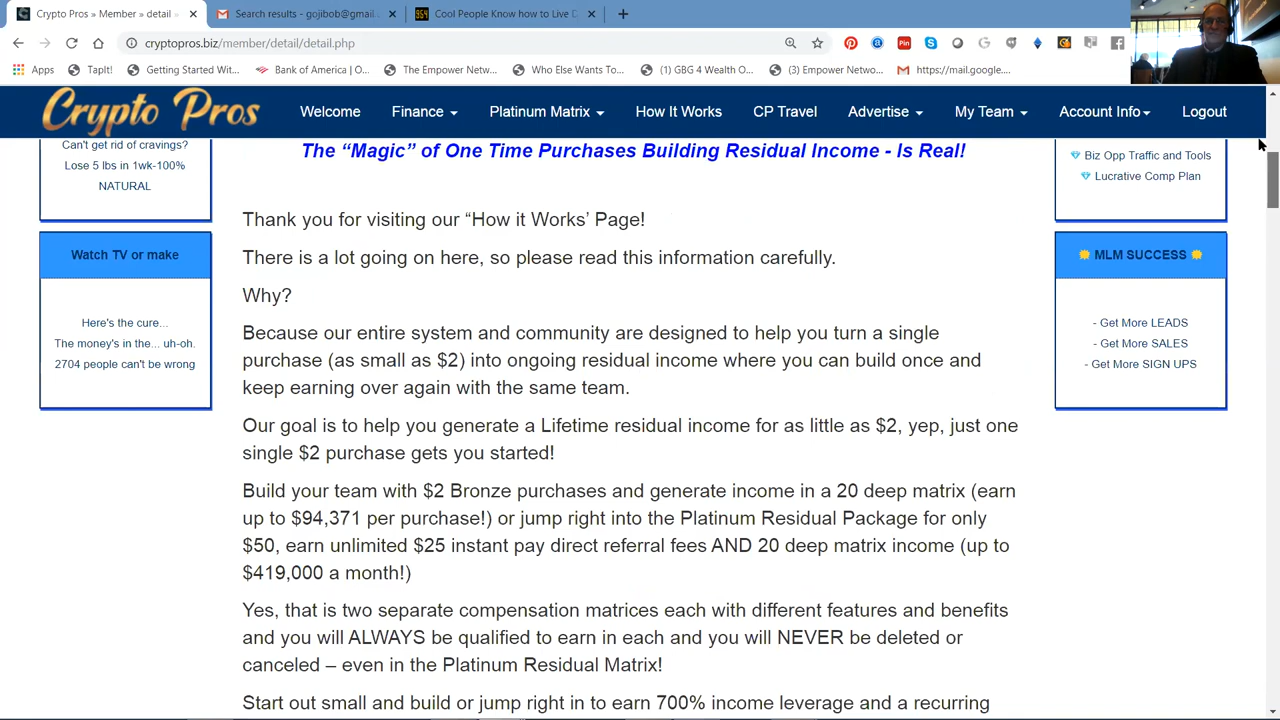 Crypto Pros » Member » detail »
Search results - gojibob@gmail.
Cool People Know how to Live D
cryptopros.biz/member/detail/detail.php
Apps
TapIt!
Getting Started Wit...
Bank of America | O...
The Empower Netw...
Who Else Wants To...
(1) GBG 4 Wealth O...
(3) Empower Netwo...
https://mail.google....
Crypto Pros
Welcome
Finance
Platinum Matrix
How It Works
CP Travel
Advertise
My Team
Account Info
Logout
Can't get rid of cravings?
Lose 5 lbs in 1wk-100%
NATURAL
Watch TV or make
Here's the cure...
The money's in the... uh-oh.
2704 people can't be wrong
The “Magic” of One Time Purchases Building Residual Income - Is Real!
Thank you for visiting our “How it Works’ Page!
There is a lot going on here, so please read this information carefully.
Why?
Because our entire system and community are designed to help you turn a single
purchase (as small as $2) into ongoing residual income where you can build once and
keep earning over again with the same team.
Our goal is to help you generate a Lifetime residual income for as little as $2, yep, just one
single $2 purchase gets you started!
Build your team with $2 Bronze purchases and generate income in a 20 deep matrix (earn
up to $94,371 per purchase!) or jump right into the Platinum Residual Package for only
$50, earn unlimited $25 instant pay direct referral fees AND 20 deep matrix income (up to
$419,000 a month!)
Yes, that is two separate compensation matrices each with different features and benefits
and you will ALWAYS be qualified to earn in each and you will NEVER be deleted or
canceled – even in the Platinum Residual Matrix!
Start out small and build or jump right in to earn 700% income leverage and a recurring
Biz Opp Traffic and Tools
Lucrative Comp Plan
MLM SUCCESS
- Get More LEADS
- Get More SALES
- Get More SIGN UPS